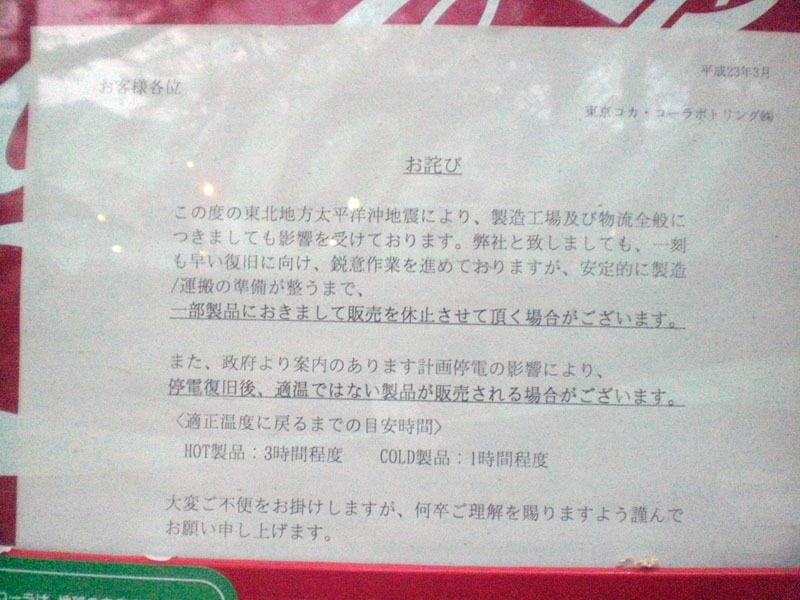 平成23年3月
お客様各位
東京コカ・コーラボトリング㈱
お詫び
この度の東北地方太平洋沖地震により、製造工場及び物流全般に
つきましても影響を受けております。弊社と致しましても、一刻
も早い復旧に向け、鋭意作業を進めておりますが、安定的に製造
/運搬の準備が整うまで、
一部製品におきまして販売を休止させて頂く場合がございます。
また、政府より案内のあります計画停電の影響により、
停電復旧後、適温ではない製品が販売される場合がございます。
〈適正温度に戻るまでの目安時間〉
HOT製品：3時間程度　COLD製品：1時間程度
大変ご不便をお掛けしますが、何卒ご理解を賜りますよう謹んで
お願い申し上げます。